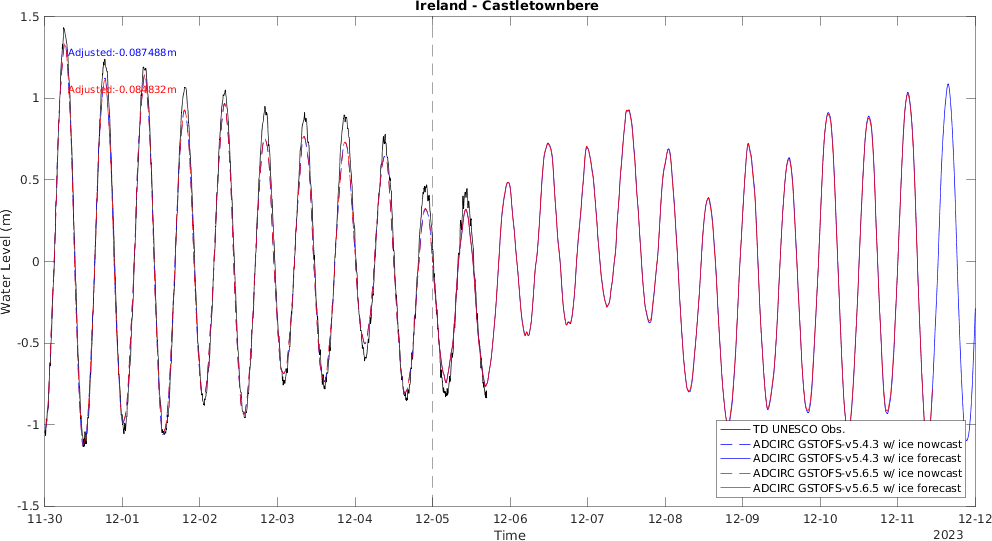 Ireland - Castletownbere
1.5
1
0.5
0
-0.5
-1
-1.5
Water Level (m)
Adjusted:-0.087488m
Adjusted:-0.084832m
TD UNESCO Obs.
ADCIRC GSTOFS-v5.4.3 w/ ice nowcast
ADCIRC GSTOFS-v5.4.3 w/ ice forecast
ADCIRC GSTOFS-v5.6.5 w/ ice nowcast
ADCIRC GSTOFS-v5.6.5 w/ ice forecast
11-30 12-01 12-02 12-03 12-04 12-05 12-06 12-07 12-08 12-09 12-10 12-11 12-12
Time
2023